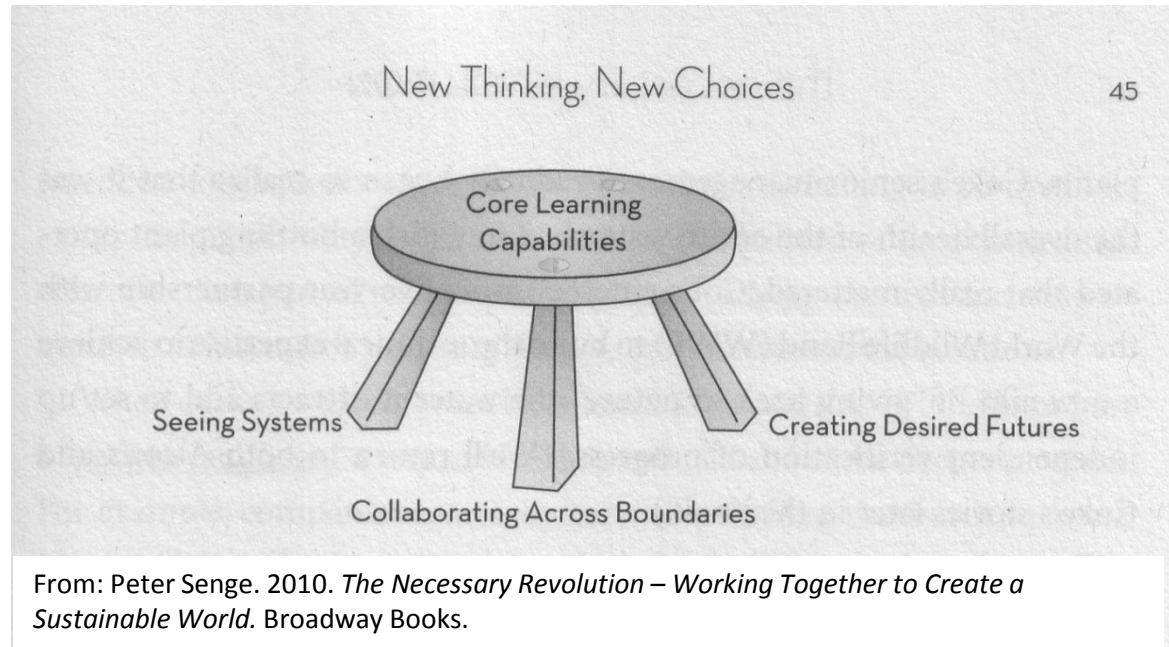 New Thinking, New Choices 45
Core Learning
Capabilities
Seeing Systems
Creating Desired Futures
Collaborating Across Boundaries
From: Peter Senge. 2010. The Necessary Revolution – Working Together to Create a
Sustainable World. Broadway Books.